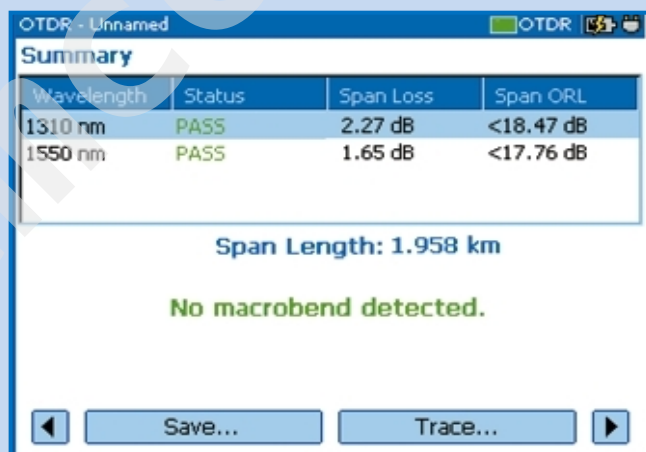 OTDR - Unnamed OTDR
Summary
Wavelength Status Span Loss Span ORL
1310 nm PASS 2.27 dB <18.47 dB
1550 nm PASS 1.65 dB <17.76 dB
Span Length: 1.958 km
No macrobend detected.
Save... Trace...